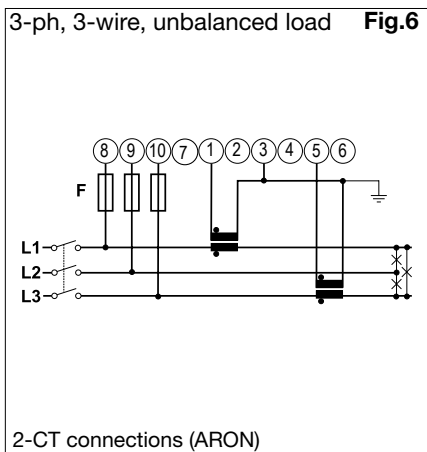 3-ph, 3-wire, unbalanced load Fig.6
8 9 10 7 1 2 3 4 5 6
F
L1
L2
L3
2-CT connections (ARON)